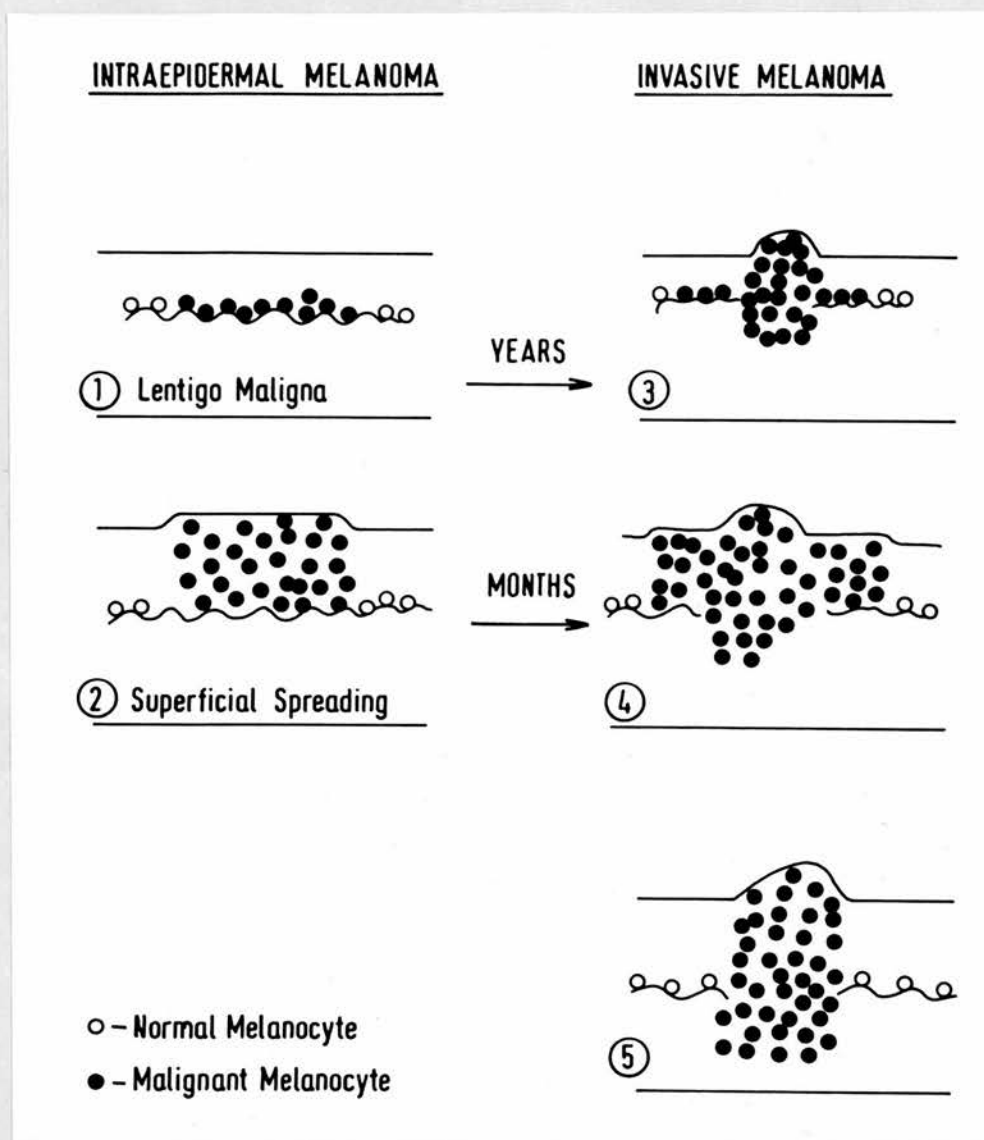 INTRAEPIDERMAL MELANOMA
INVASIVE MELANOMA
YEARS
1 Lentigo Maligna
3
MONTHS
2 Superficial Spreading
4
o - Normal Melanocyte
● - Malignant Melanocyte
5